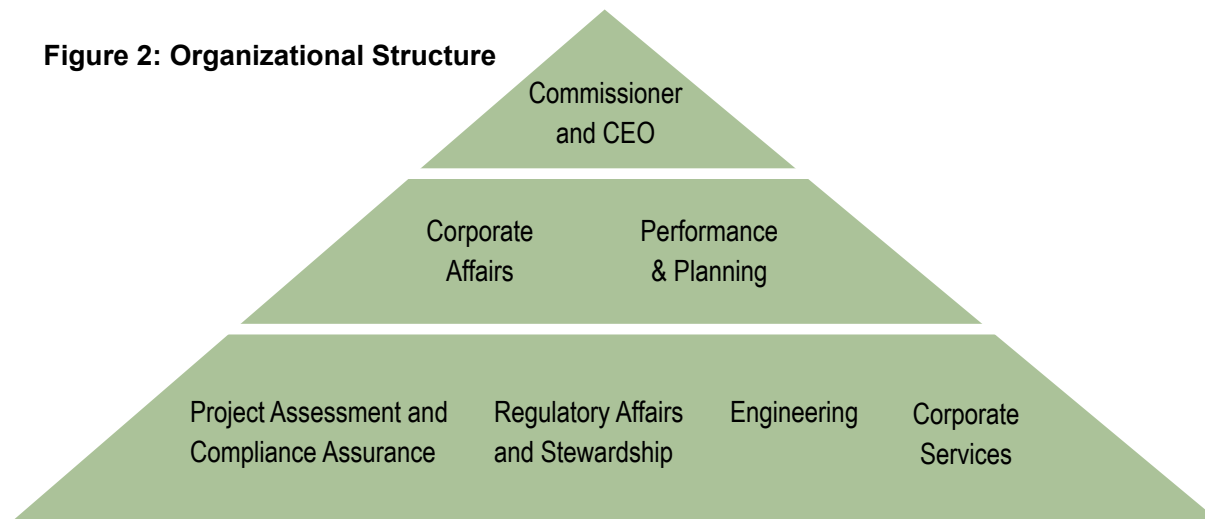 Figure 2: Organizational Structure
Commissioner
and CEO
Corporate
Affairs
Performance
& Planning
Project Assessment and
Compliance Assurance
Regulatory Affairs
and Stewardship
Engineering
Corporate
Services